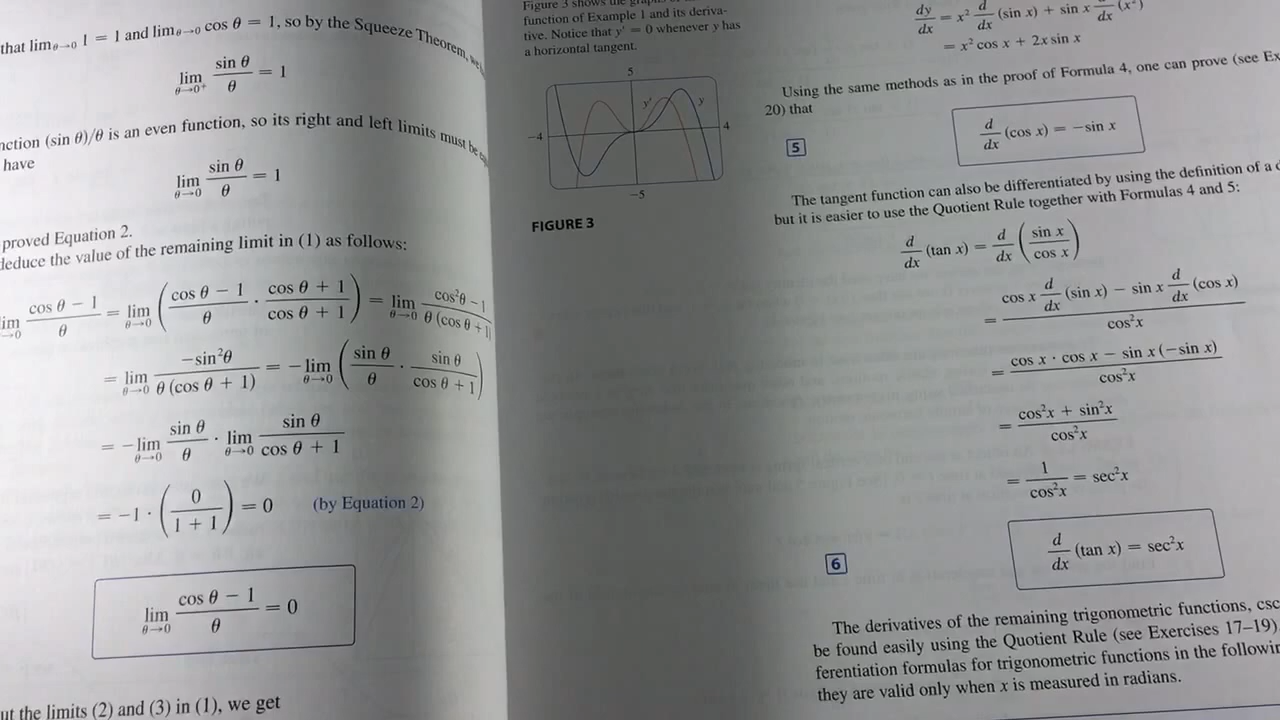 that lim θ→0 1 = 1 and lim θ→0 cos θ = 1, so by the Squeeze Theorem,
lim θ→0⁺ sin θ / θ = 1
(sin θ)/θ is an even function, so its right and left limits must be
have
lim θ→0 sin θ / θ = 1
proved Equation 2.
deduce the value of the remaining limit in (1) as follows:
lim (cos θ − 1) / θ = lim θ→0 ( (cos θ − 1) / θ · (cos θ + 1) / (cos θ + 1) ) = lim θ→0 (cos²θ − 1) / (θ (cos θ + 1)
= lim θ→0 −sin²θ / (θ (cos θ + 1)) = −lim θ→0 ( sin θ / θ · sin θ / (cos θ + 1) )
= −lim θ→0 sin θ / θ · lim θ→0 sin θ / (cos θ + 1)
= −1 · ( 0 / (1 + 1) ) = 0 (by Equation 2)
lim θ→0 (cos θ − 1) / θ = 0
the limits (2) and (3) in (1), we get
Figure 3 shows the
function of Example 1 and its deriva-
tive. Notice that y′ = 0 whenever y has
a horizontal tangent.
5
y′ y
−4 4
−5
FIGURE 3
dy/dx = x² d/dx (sin x) + sin x d/dx (x²)
= x² cos x + 2x sin x
Using the same methods as in the proof of Formula 4, one can prove (see
20) that
5 d/dx (cos x) = −sin x
The tangent function can also be differentiated by using the definition of a
but it is easier to use the Quotient Rule together with Formulas 4 and 5:
d/dx (tan x) = d/dx ( sin x / cos x )
= (cos x d/dx (sin x) − sin x d/dx (cos x)) / cos²x
= (cos x · cos x − sin x (−sin x)) / cos²x
= (cos²x + sin²x) / cos²x
= 1 / cos²x = sec²x
6 d/dx (tan x) = sec²x
The derivatives of the remaining trigonometric functions, csc
be found easily using the Quotient Rule (see Exercises 17–19)
ferentiation formulas for trigonometric functions in the
they are valid only when x is measured in radians.